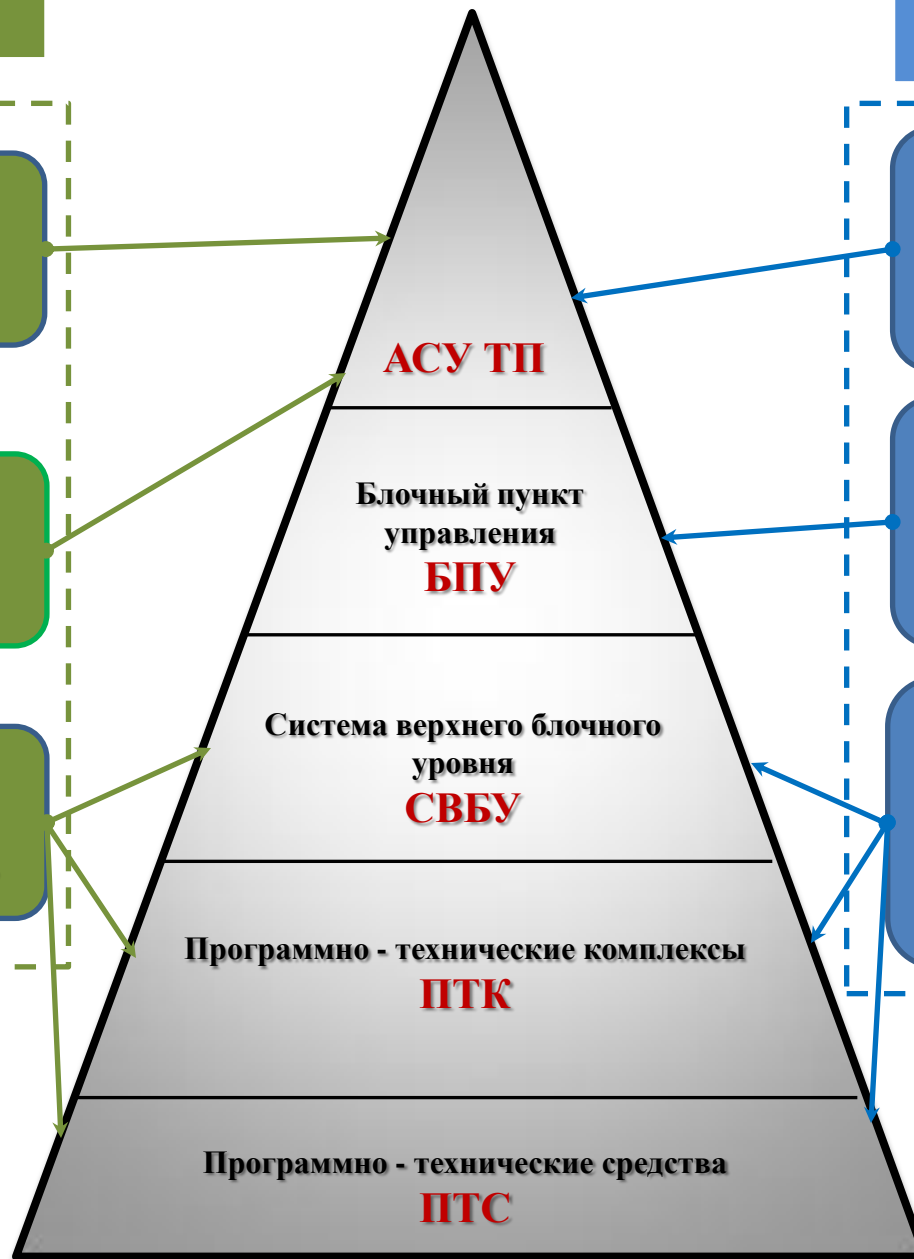 АСУ ТП
Блочный пункт
управления
БПУ
Система верхнего блочного
уровня
СВБУ
Программно - технические комплексы
ПТК
Программно - технические средства
ПТС